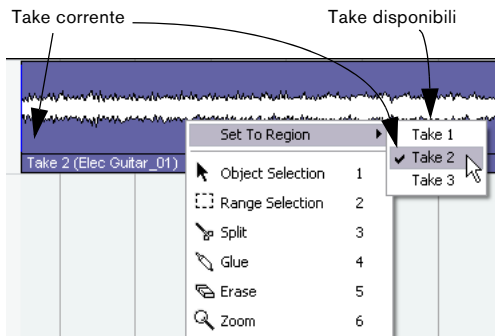 Take corrente
Take disponibili
Set To Region
Take 1
Take 2
Take 3
Take 2 (Elec Guitar_01)
Object Selection 1
Range Selection 2
Split 3
Glue 4
Erase 5
Zoom 6